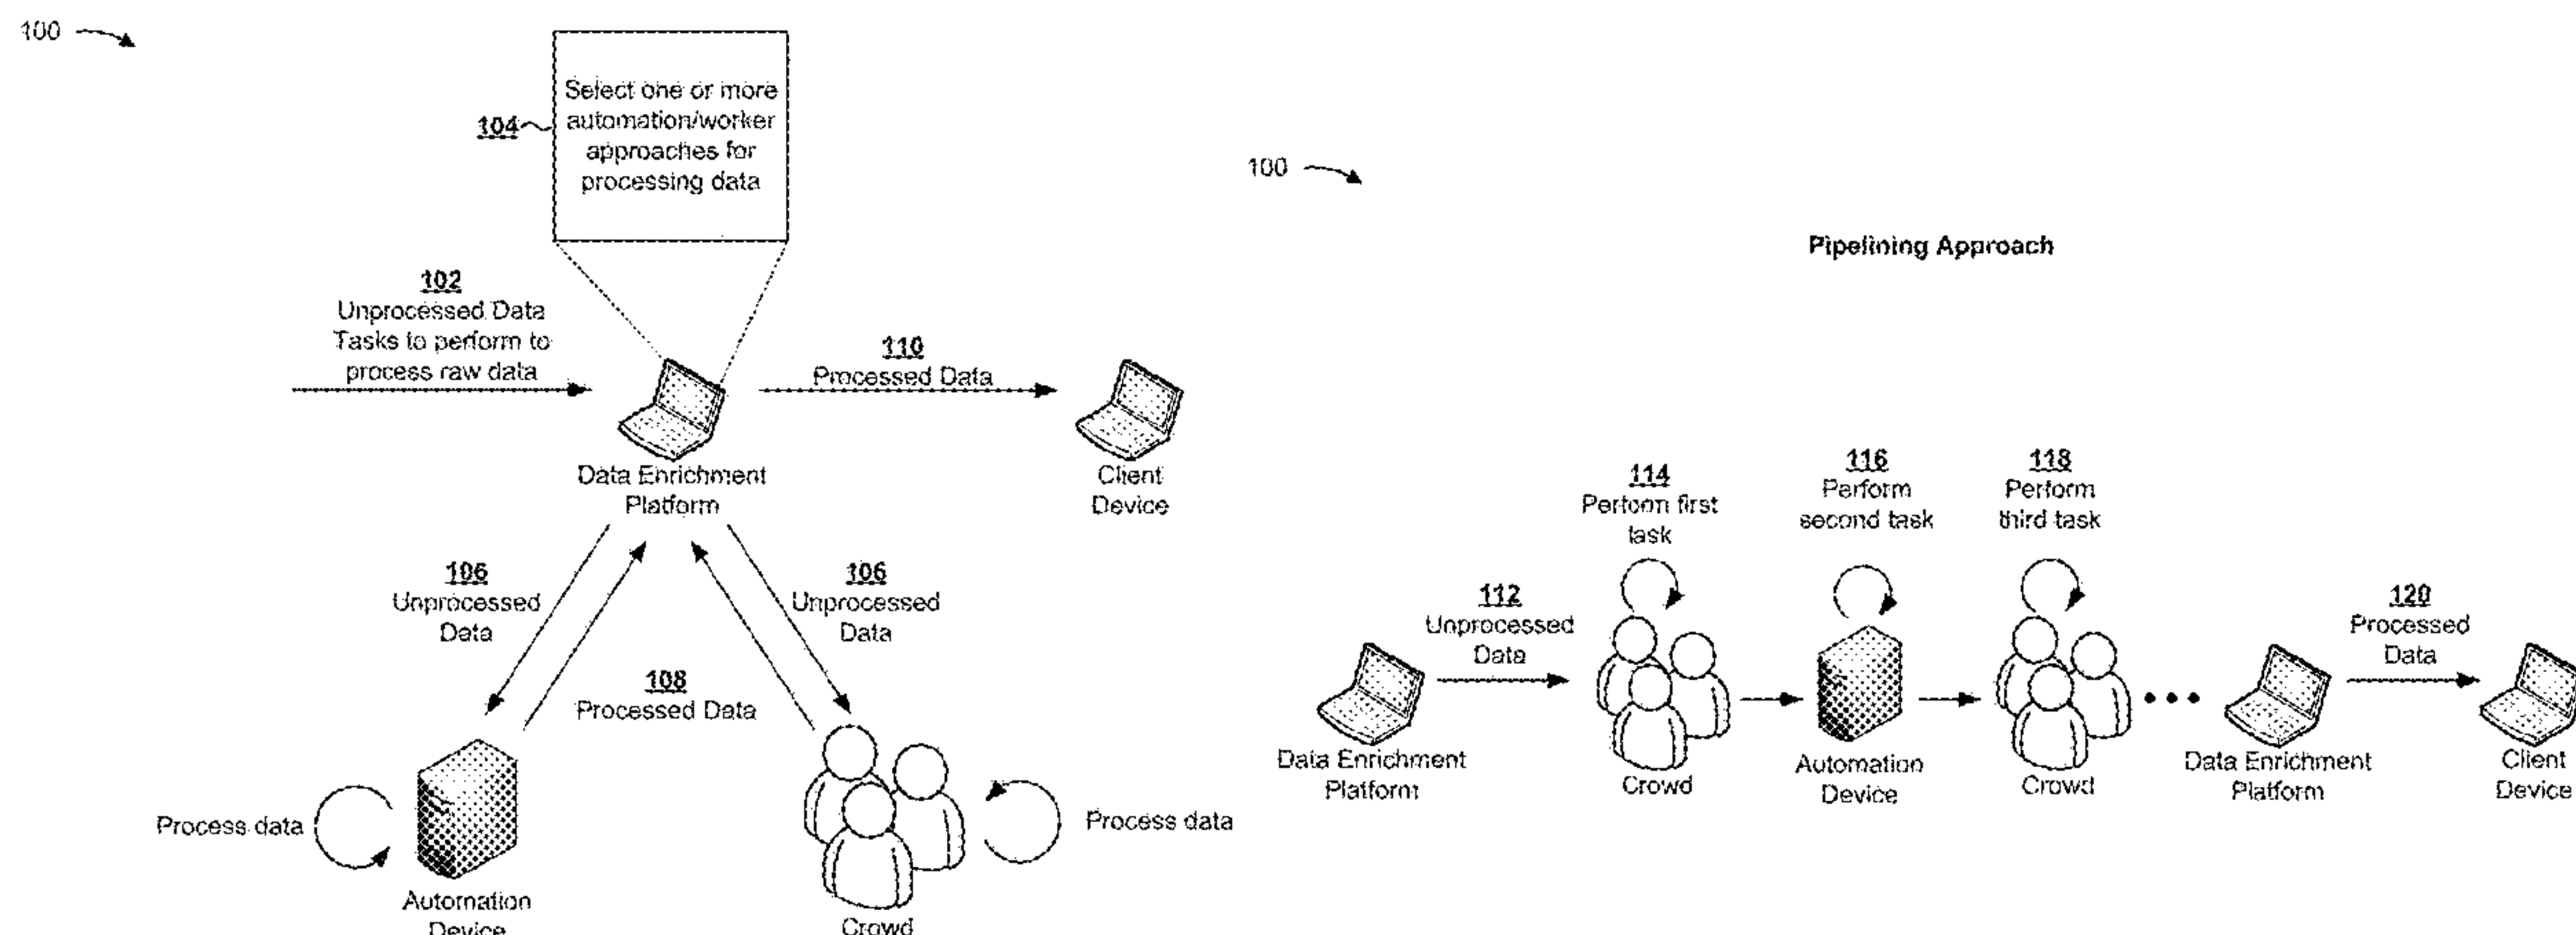 100
Select one or more
automation/worker
approaches for
processing data
104
102
Unprocessed Data
Tasks to perform to
process raw data
110
Processed Data
Data Enrichment
Platform
Client
Device
106
Unprocessed
Data
106
Unprocessed
Data
108
Processed Data
Process data
Process data
Automation
Device
Crowd
100
Pipelining Approach
114
Perform first
task
116
Perform
second task
118
Perform
third task
112
Unprocessed
Data
120
Processed
Data
Data Enrichment
Platform
Crowd
Automation
Device
Crowd
Data Enrichment
Platform
Client
Device